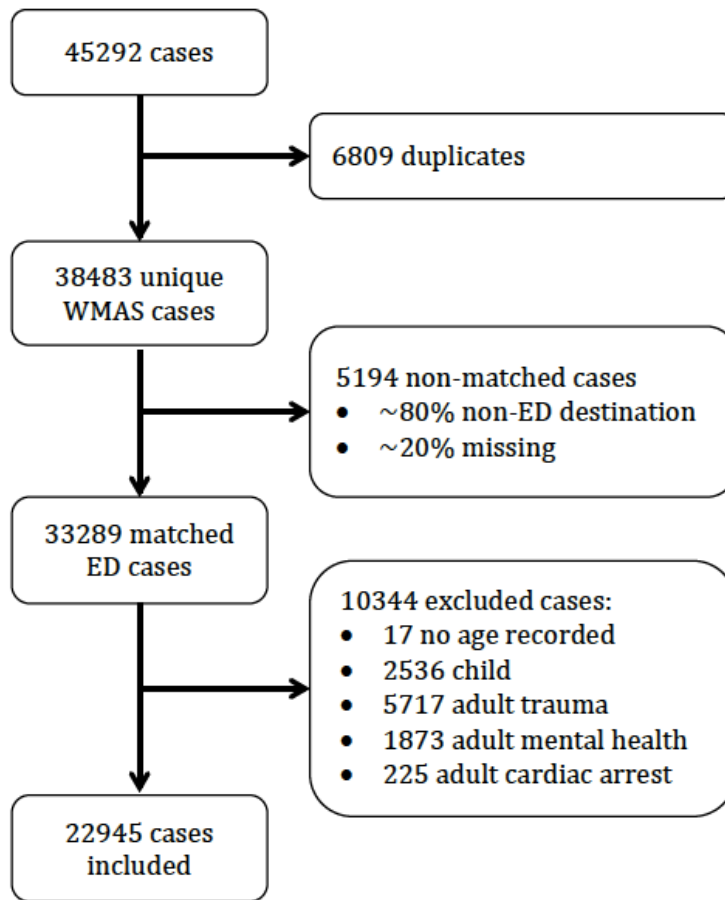 45292 cases
6809 duplicates
38483 unique
WMAS cases
5194 non-matched cases
• ~80% non-ED destination
• ~20% missing
33289 matched
ED cases
10344 excluded cases:
• 17 no age recorded
• 2536 child
• 5717 adult trauma
• 1873 adult mental health
• 225 adult cardiac arrest
22945 cases
included